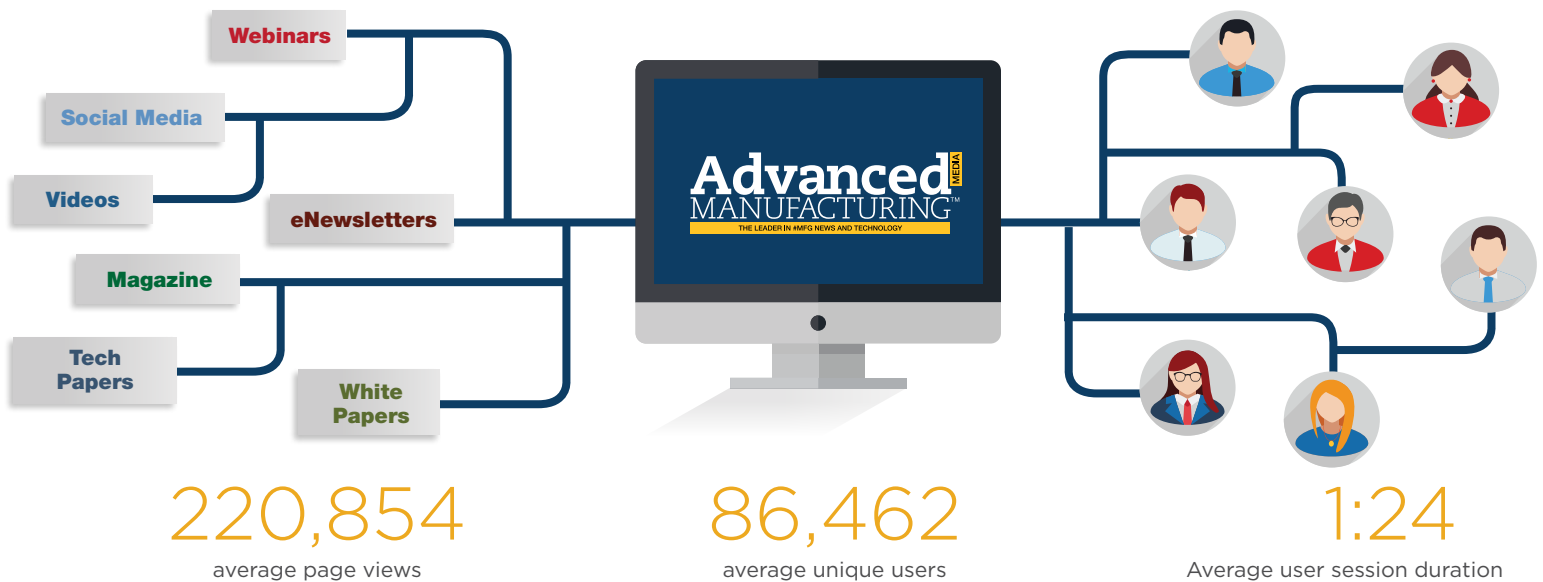 Webinars
Social Media
Videos
eNewsletters
Magazine
Tech
Papers
White
Papers
Advanced
MEDIA
MANUFACTURING™
THE LEADER IN #MFG NEWS AND TECHNOLOGY
220,854
average page views
86,462
average unique users
1:24
Average user session duration